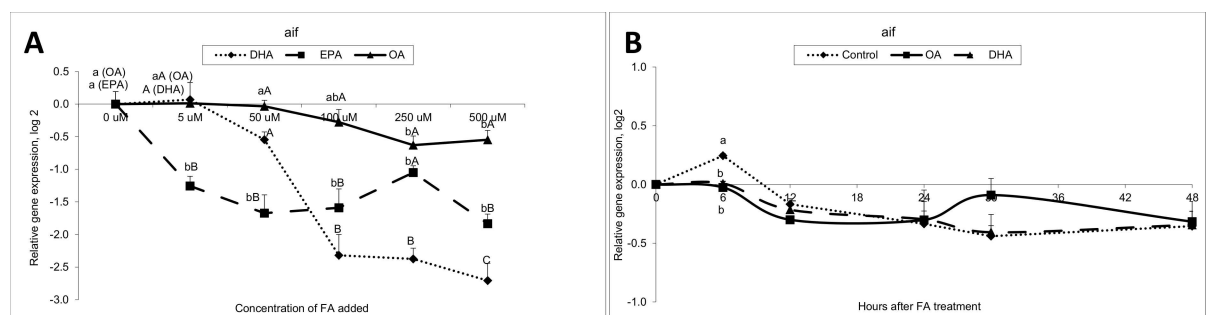 A
aif
DHA EPA OA
0.5
0.0
-0.5
-1.0
-1.5
-2.0
-2.5
-3.0
Relative gene expression, log 2
a (OA)
a (EPA)
aA (OA)
A (DHA)
aA
abA
bA
bA
A
bB
bB
bB
bA
bB
B
B
C
0 uM 5 uM 50 uM 100 uM 250 uM 500 uM
Concentration of FA added
B
aif
Control OA DHA
1.0
0.5
0.0
-0.5
-1.0
Relative gene expression, log2
a
b
b
0 6 12 18 24 30 36 42 48
Hours after FA treatment